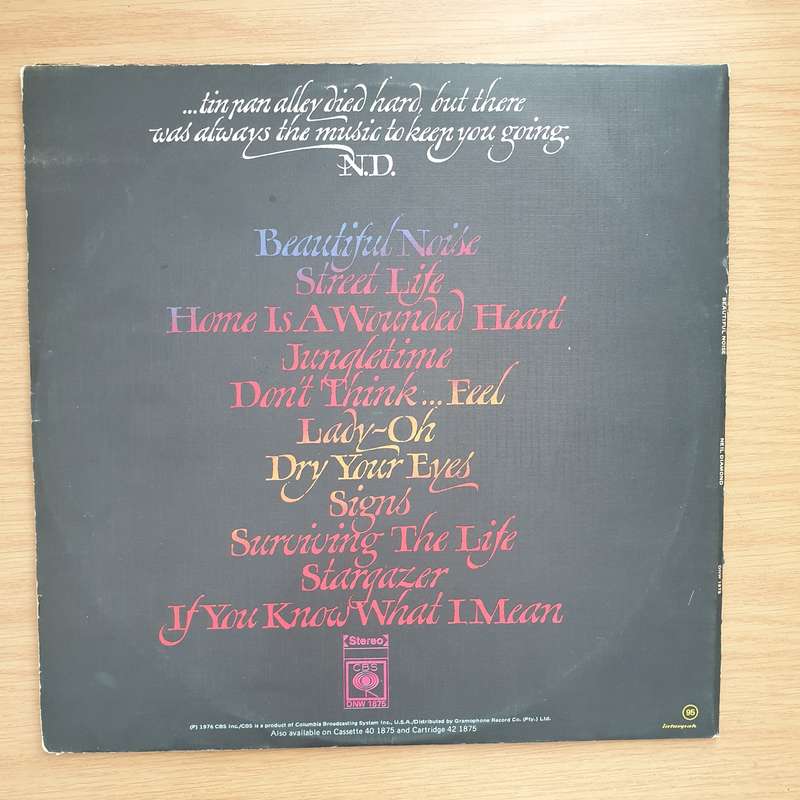 ...tin pan alley died hard, but there
was always the music to keep you going.
N.D.
Beautiful Noise
Street Life
Home Is A Wounded Heart
Jungletime
Don't Think...Feel
Lady-Oh
Dry Your Eyes
Signs
Surviving The Life
Stargazer
If You Know What I Mean
Stereo
CBS
DNW 1875
(P) 1976 CBS Inc./CBS is a product of Columbia Broadcasting System Inc., U.S.A./Distributed by Gramophone Record Co. (Pty.) Ltd.
Also available on Cassette 40 1875 and Cartridge 42 1875
95
interpak
BEAUTIFUL NOISE
NEIL DIAMOND
DNW 1875